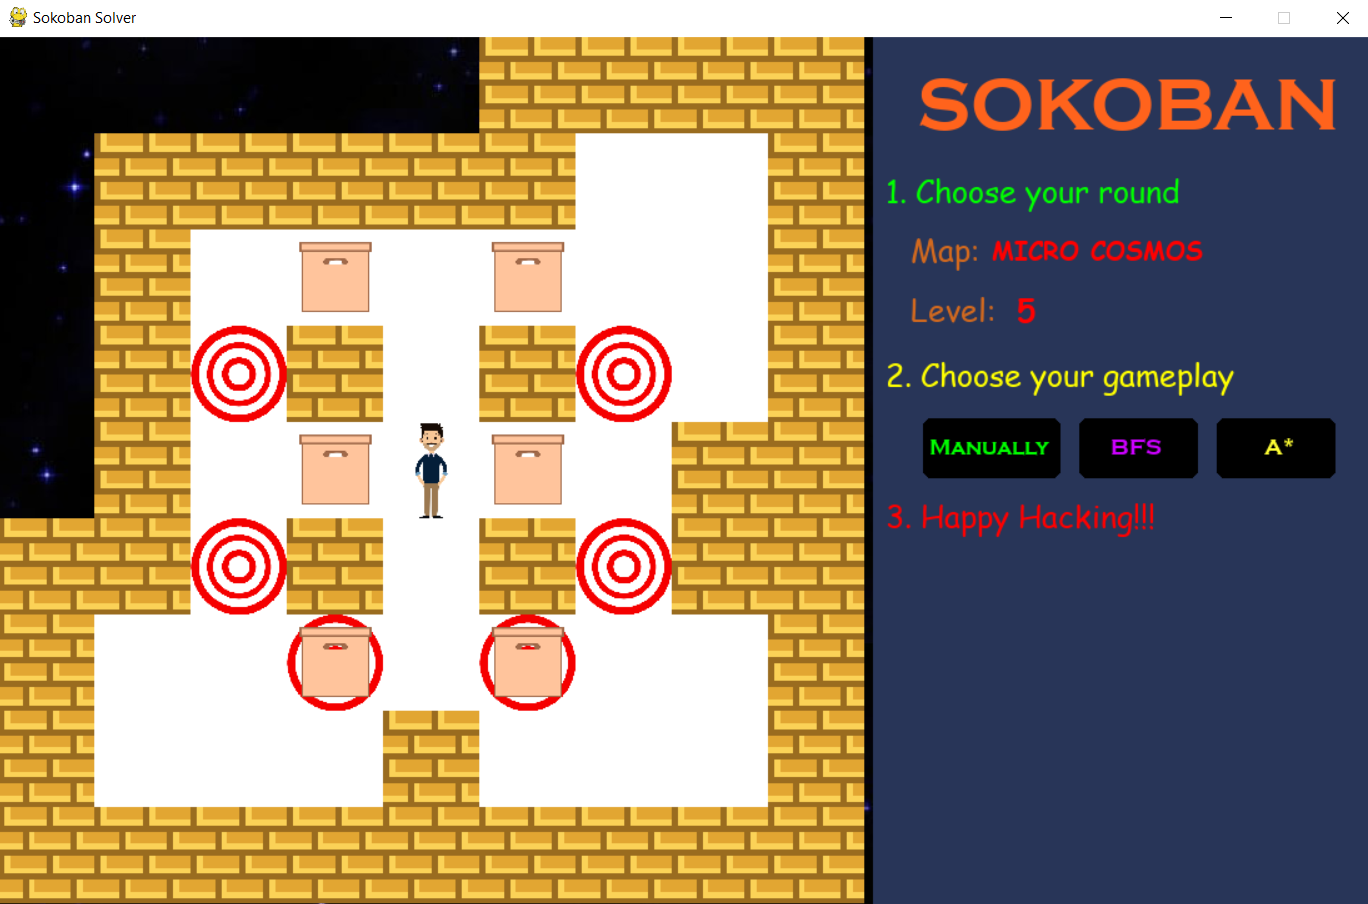 Sokoban Solver
SOKOBAN
1. Choose your round
Map: MICRO COSMOS
Level: 5
2. Choose your gameplay
MANUALLY BFS A*
3. Happy Hacking!!!